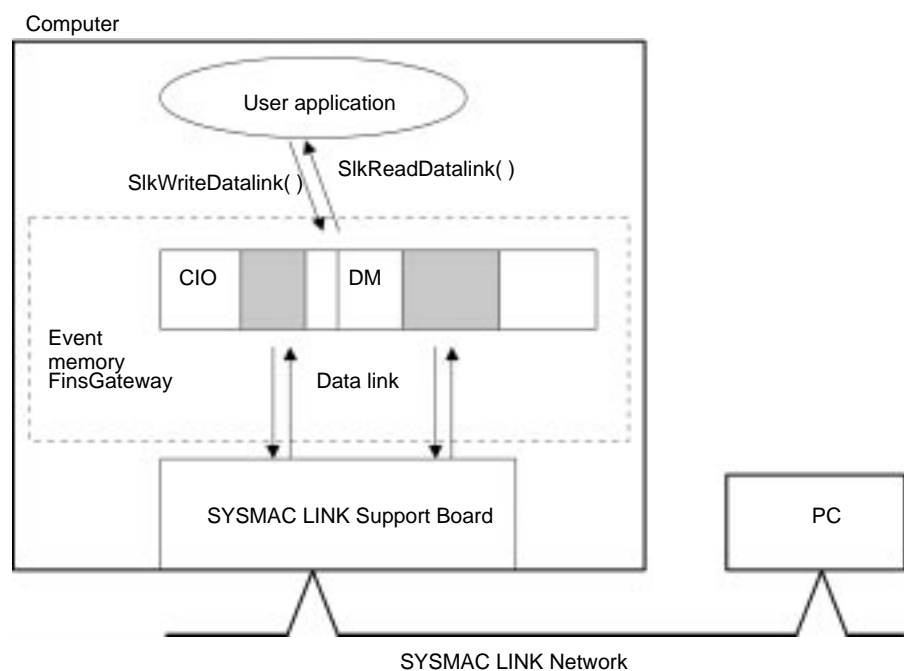 Computer
User application
SlkWriteDatalink( )
SlkReadDatalink( )
CIO
DM
Event
memory
FinsGateway
Data link
SYSMAC LINK Support Board
PC
SYSMAC LINK Network